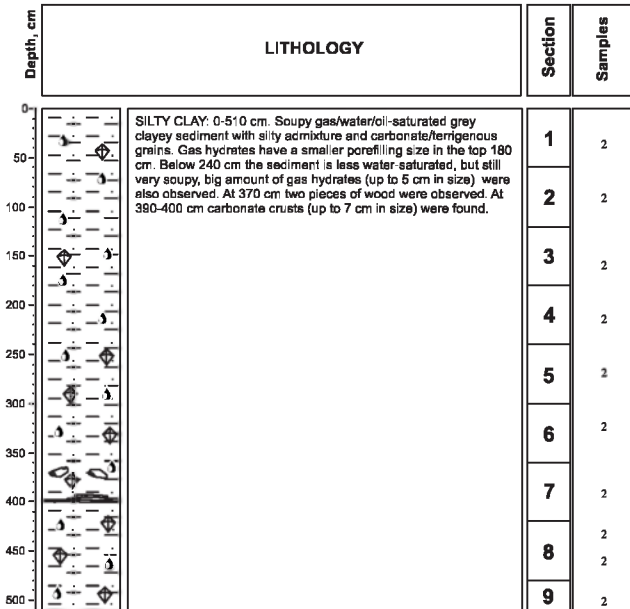 Depth, cm
LITHOLOGY
Section
Samples
SILTY CLAY: 0-510 cm. Soupy gas/water/oil-saturated grey
clayey sediment with silty admixture and carbonate/terrigenous
grains. Gas hydrates have a smaller porefilling size in the top 180
cm. Below 240 cm the sediment is less water-saturated, but still
very soupy, big amount of gas hydrates (up to 5 cm in size) were
also observed. At 370 cm two pieces of wood were observed. At
390-400 cm carbonate crusts (up to 7 cm in size) were found.
0
50
100
150
200
250
300
350
400
450
500
1
2
3
4
5
6
7
8
9
2
2
2
2
2
2
2
2
2
2